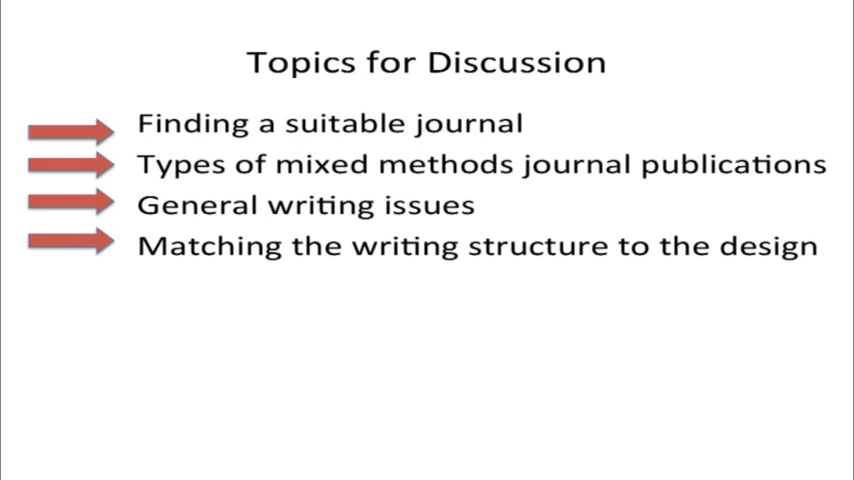 Topics for Discussion
Finding a suitable journal
Types of mixed methods journal publications
General writing issues
Matching the writing structure to the design